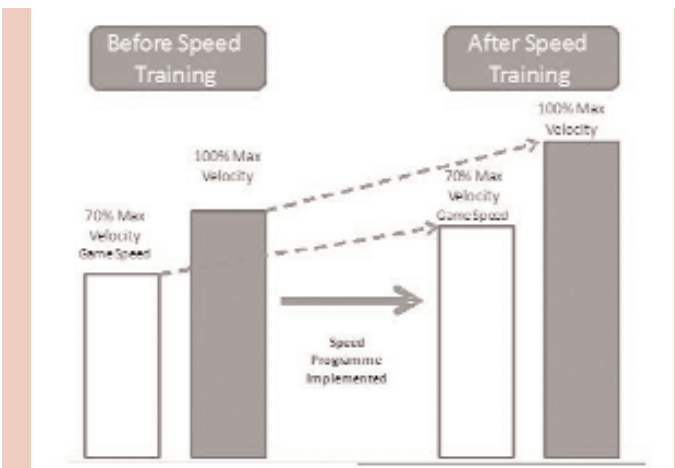 Before Speed
Training
After Speed
Training
100% Max
Velocity
70% Max
Velocity
Game Speed
100% Max
Velocity
70% Max
Velocity
Game Speed
Speed
Programme
Implemented